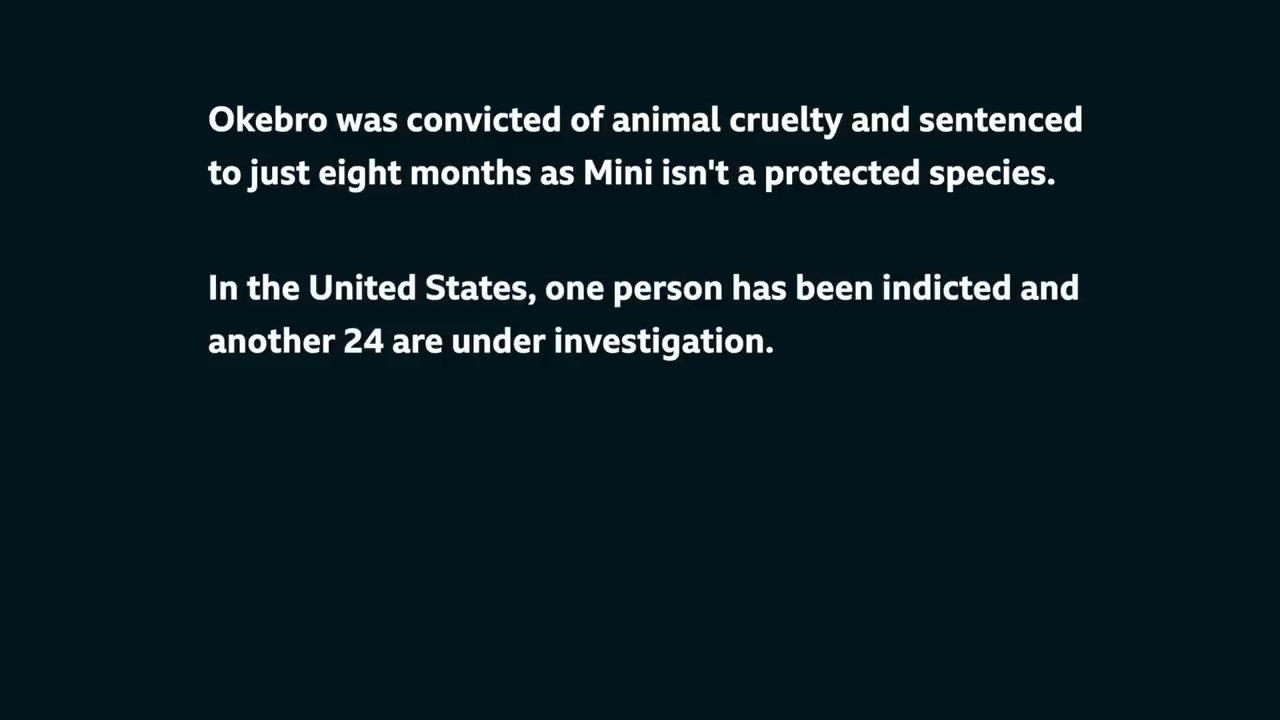 Okebro was convicted of animal cruelty and sentenced
to just eight months as Mini isn't a protected species.
In the United States, one person has been indicted and
another 24 are under investigation.